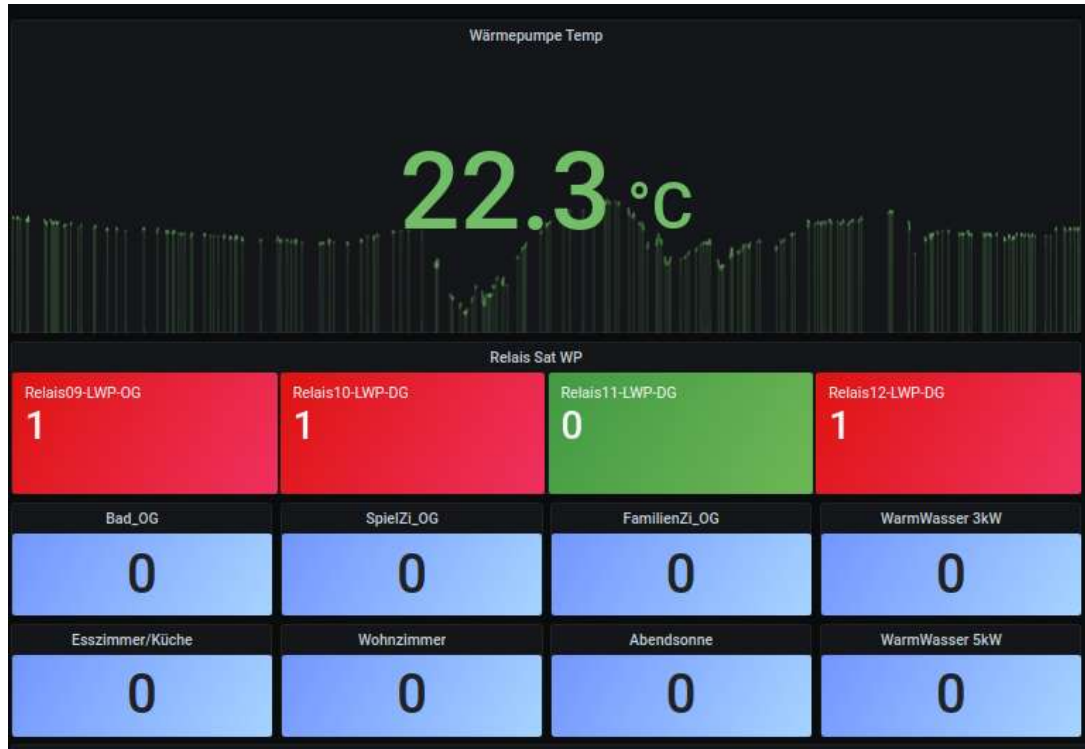 Wärmepumpe Temp
22.3 °C
Relais Sat WP
Relais09-LWP-OG
1
Relais10-LWP-DG
1
Relais11-LWP-DG
0
Relais12-LWP-DG
1
Bad_OG
0
SpielZi_OG
0
FamilienZi_OG
0
WarmWasser 3kW
0
Esszimmer/Küche
0
Wohnzimmer
0
Abendsonne
0
WarmWasser 5kW
0